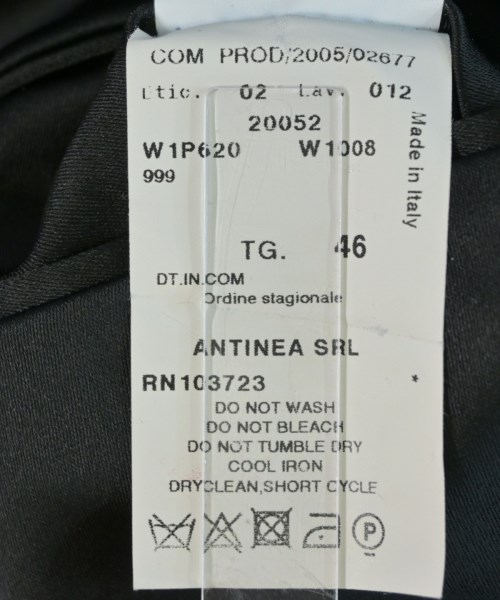 COM PROD/2005/02677
Etic. 02 Lav. 012
20052
W1P620 W1008
999
Made in Italy
TG. 46
DT.IN.COM
Ordine stagionale
ANTINEA SRL
RN103723 *
DO NOT WASH
DO NOT BLEACH
DO NOT TUMBLE DRY
COOL IRON
DRYCLEAN,SHORT CYCLE
P